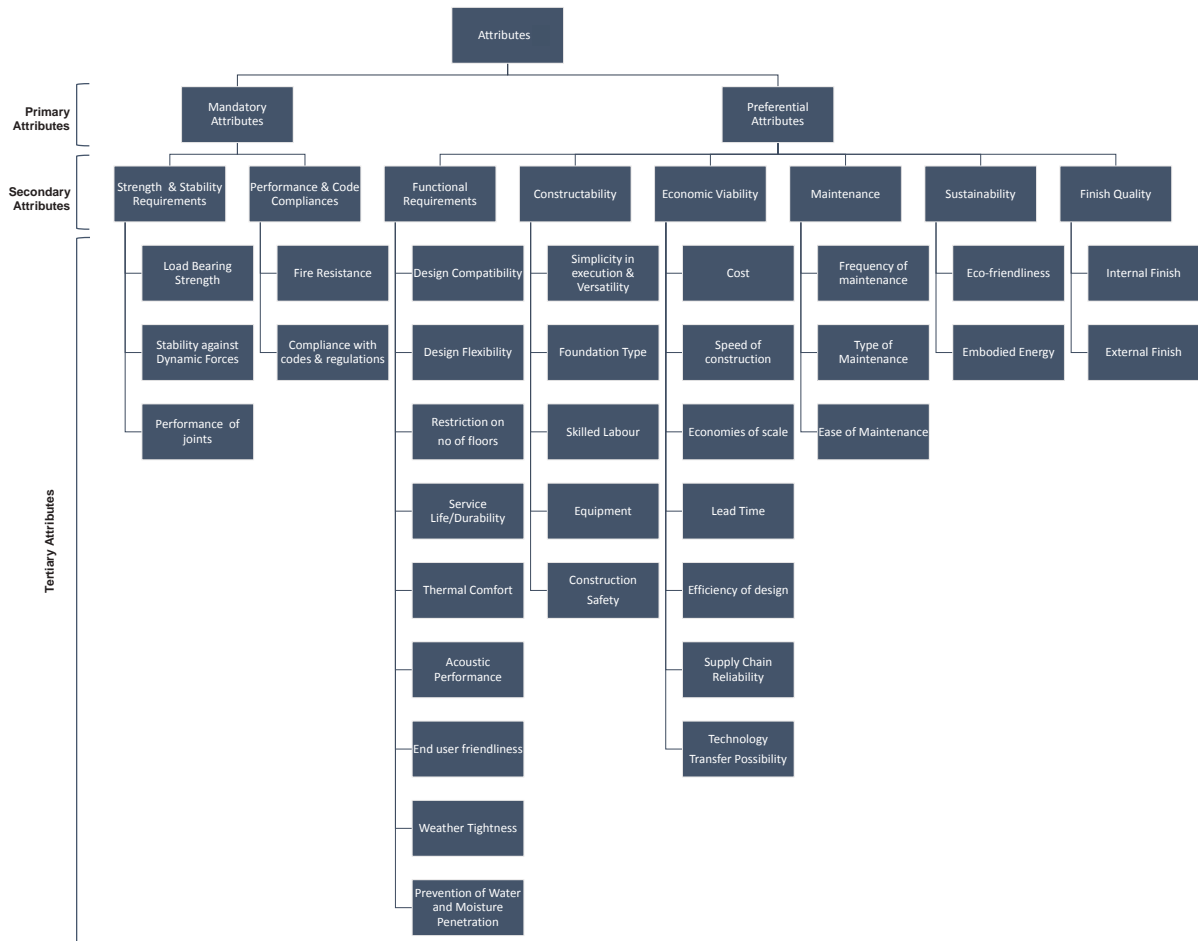 Attributes
Primary
Attributes
Mandatory
Attributes
Preferential
Attributes
Secondary
Attributes
Strength & Stability
Requirements
Performance & Code
Compliances
Functional
Requirements
Constructability
Economic Viability
Maintenance
Sustainability
Finish Quality
Tertiary Attributes
Load Bearing
Strength
Stability against
Dynamic Forces
Performance of
joints
Fire Resistance
Compliance with
codes & regulations
Design Compatibility
Design Flexibility
Restriction on
no of floors
Service
Life/Durability
Thermal Comfort
Acoustic
Performance
End user friendliness
Weather Tightness
Prevention of Water
and Moisture
Penetration
Simplicity in
execution &
Versatility
Foundation Type
Skilled Labour
Equipment
Construction
Safety
Cost
Speed of
construction
Economies of scale
Lead Time
Efficiency of design
Supply Chain
Reliability
Technology
Transfer Possibility
Frequency of
maintenance
Type of
Maintenance
Ease of Maintenance
Eco-friendliness
Embodied Energy
Internal Finish
External Finish